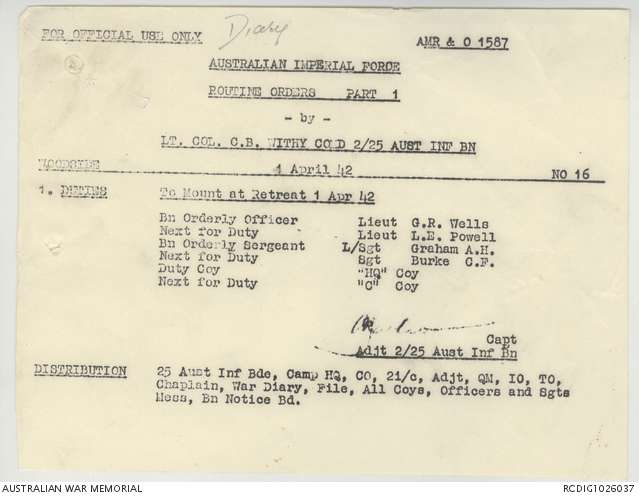 FOR OFFICIAL USE ONLY Diary AMR & O 1587
AUSTRALIAN IMPERIAL FORCE
ROUTINE ORDERS PART 1
- by -
LT. COL. C.B. WITHY COMD 2/25 AUST INF BN
WOODSIDE 1 April 42 NO 16
1. DUTIES To Mount at Retreat 1 Apr 42
Bn Orderly Officer Lieut G.R. Wells
Next for Duty Lieut L.E. Powell
Bn Orderly Sergeant L/Sgt Graham A.H.
Next for Duty Sgt Burke C.F.
Duty Coy "HQ" Coy
Next for Duty "C" Coy
Capt
Adjt 2/25 Aust Inf Bn
DISTRIBUTION 25 Aust Inf Bde, Camp HQ, CO, 2i/c, Adjt, QM, IO, TO,
Chaplain, War Diary, File, All Coys, Officers and Sgts
Mess, Bn Notice Bd.
AUSTRALIAN WAR MEMORIAL RCDIG1026037